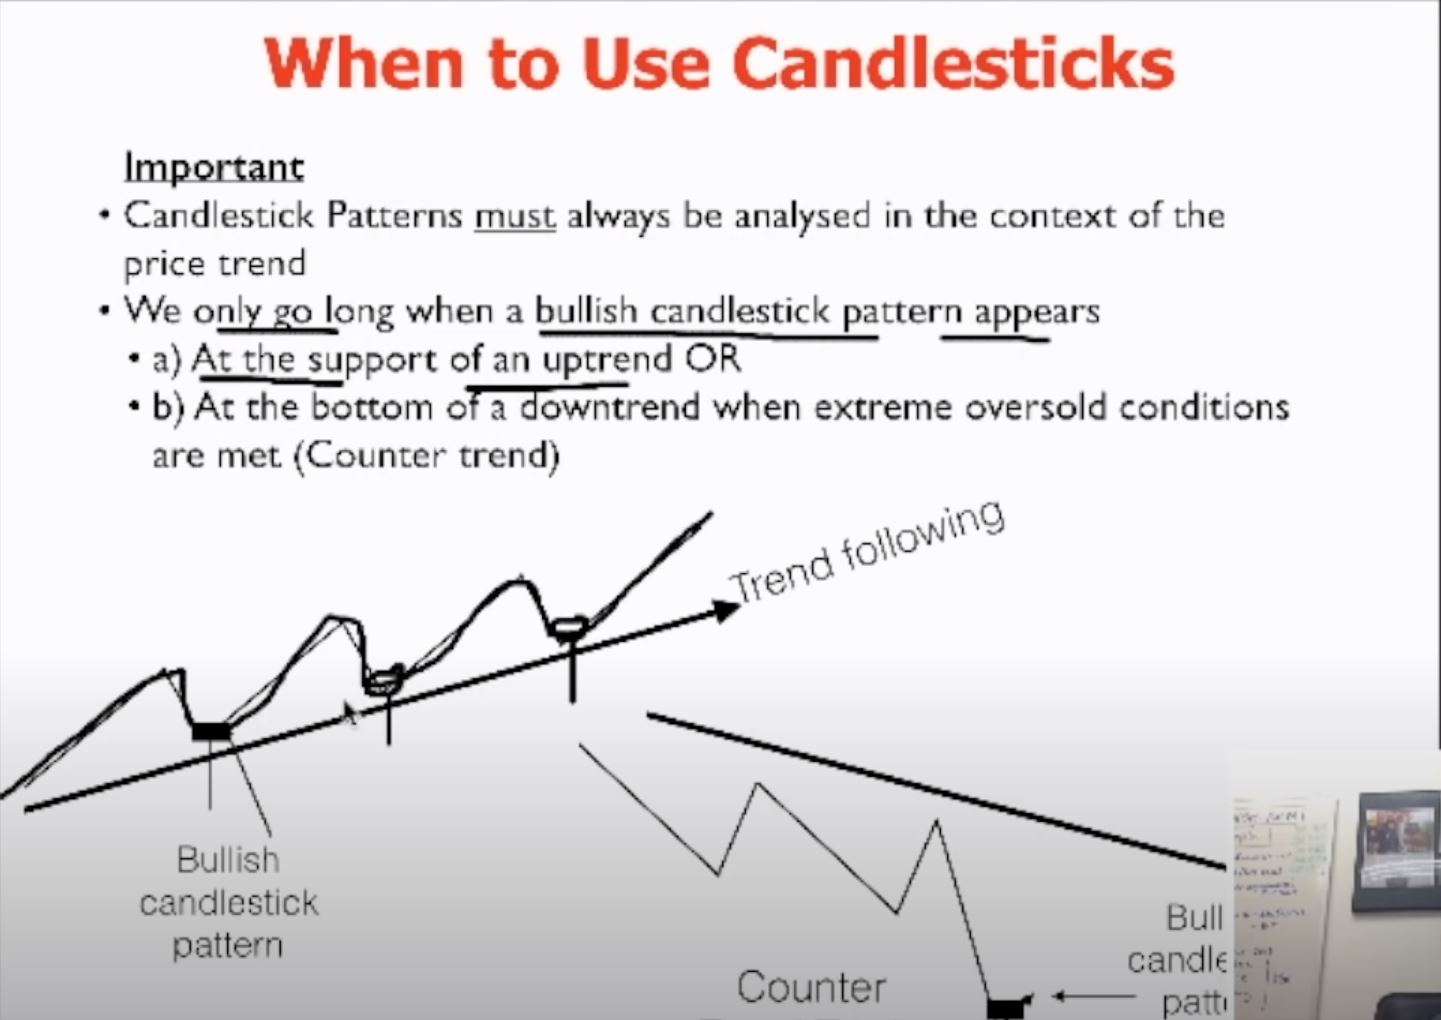 When to Use Candlesticks
Important
• Candlestick Patterns must always be analysed in the context of the
price trend
• We only go long when a bullish candlestick pattern appears
• a) At the support of an uptrend OR
• b) At the bottom of a downtrend when extreme oversold conditions
are met (Counter trend)
Trend following
Bullish
candlestick
pattern
Bull
candle
patt
Counter